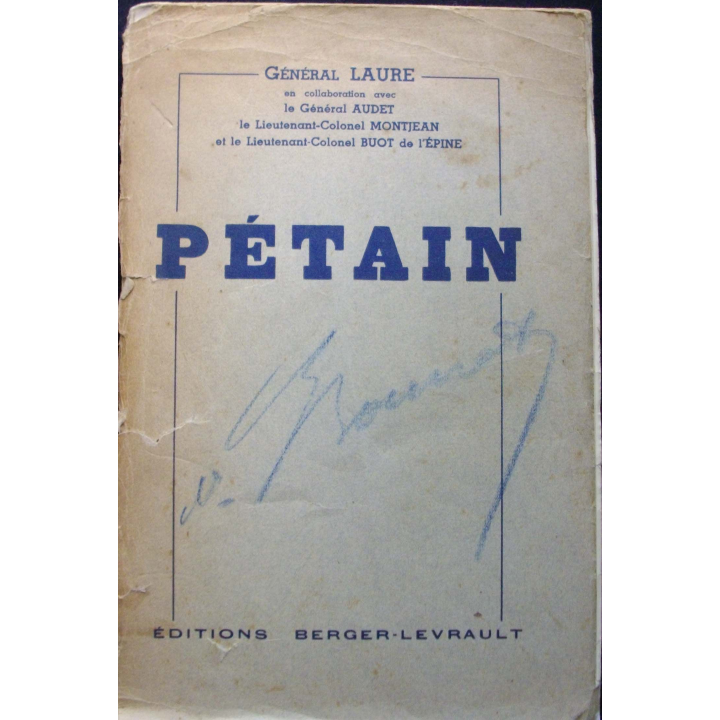 GÉNÉRAL LAURE
en collaboration avec
le Général AUDET
le Lieutenant-Colonel MONTJEAN
et le Lieutenant-Colonel BUOT de l'ÉPINE
PÉTAIN
ÉDITIONS BERGER-LEVRAULT